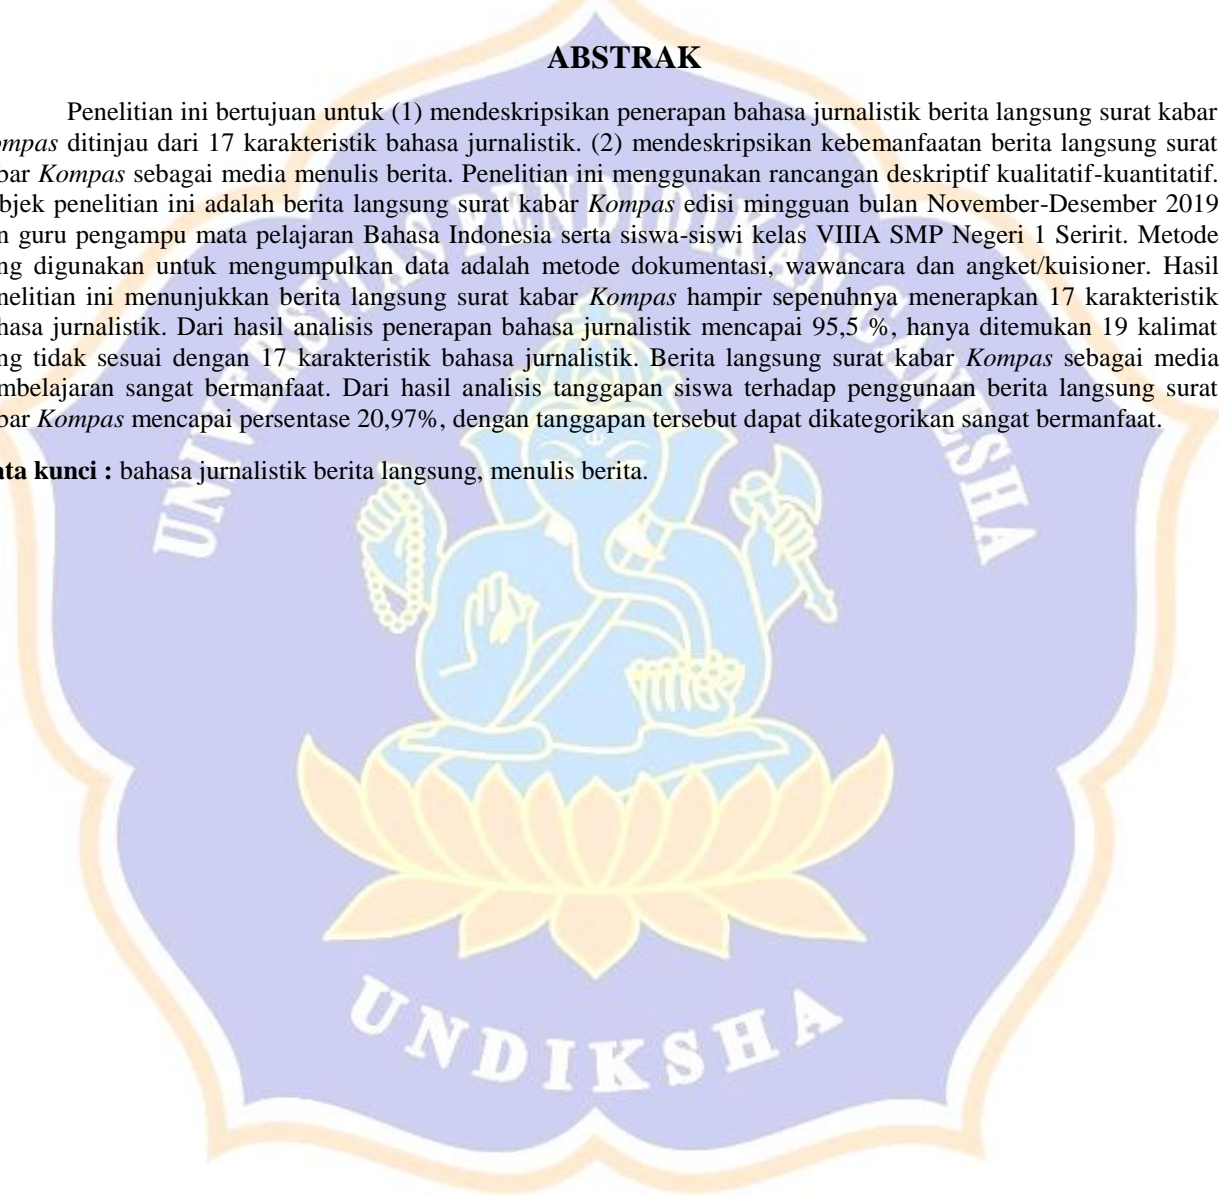 ABSTRAK
Penelitian ini bertujuan untuk (1) mendeskripsikan penerapan bahasa jurnalistik berita langsung surat kabar
ompas ditinjau dari 17 karakteristik bahasa jurnalistik. (2) mendeskripsikan kebemanfaatan berita langsung surat
bar Kompas sebagai media menulis berita. Penelitian ini menggunakan rancangan deskriptif kualitatif-kuantitatif.
bjek penelitian ini adalah berita langsung surat kabar Kompas edisi mingguan bulan November-Desember 2019
n guru pengampu mata pelajaran Bahasa Indonesia serta siswa-siswi kelas VIIIA SMP Negeri 1 Seririt. Metode
ng digunakan untuk mengumpulkan data adalah metode dokumentasi, wawancara dan angket/kuisioner. Hasil
nelitian ini menunjukkan berita langsung surat kabar Kompas hampir sepenuhnya menerapkan 17 karakteristik
hasa jurnalistik. Dari hasil analisis penerapan bahasa jurnalistik mencapai 95,5 %, hanya ditemukan 19 kalimat
ng tidak sesuai dengan 17 karakteristik bahasa jurnalistik. Berita langsung surat kabar Kompas sebagai media
mbelajaran sangat bermanfaat. Dari hasil analisis tanggapan siswa terhadap penggunaan berita langsung surat
bar Kompas mencapai persentase 20,97%, dengan tanggapan tersebut dapat dikategorikan sangat bermanfaat.
ata kunci : bahasa jurnalistik berita langsung, menulis berita.
UNIVERSITAS PENDIDIKAN GANESHA
UNDIKSHA